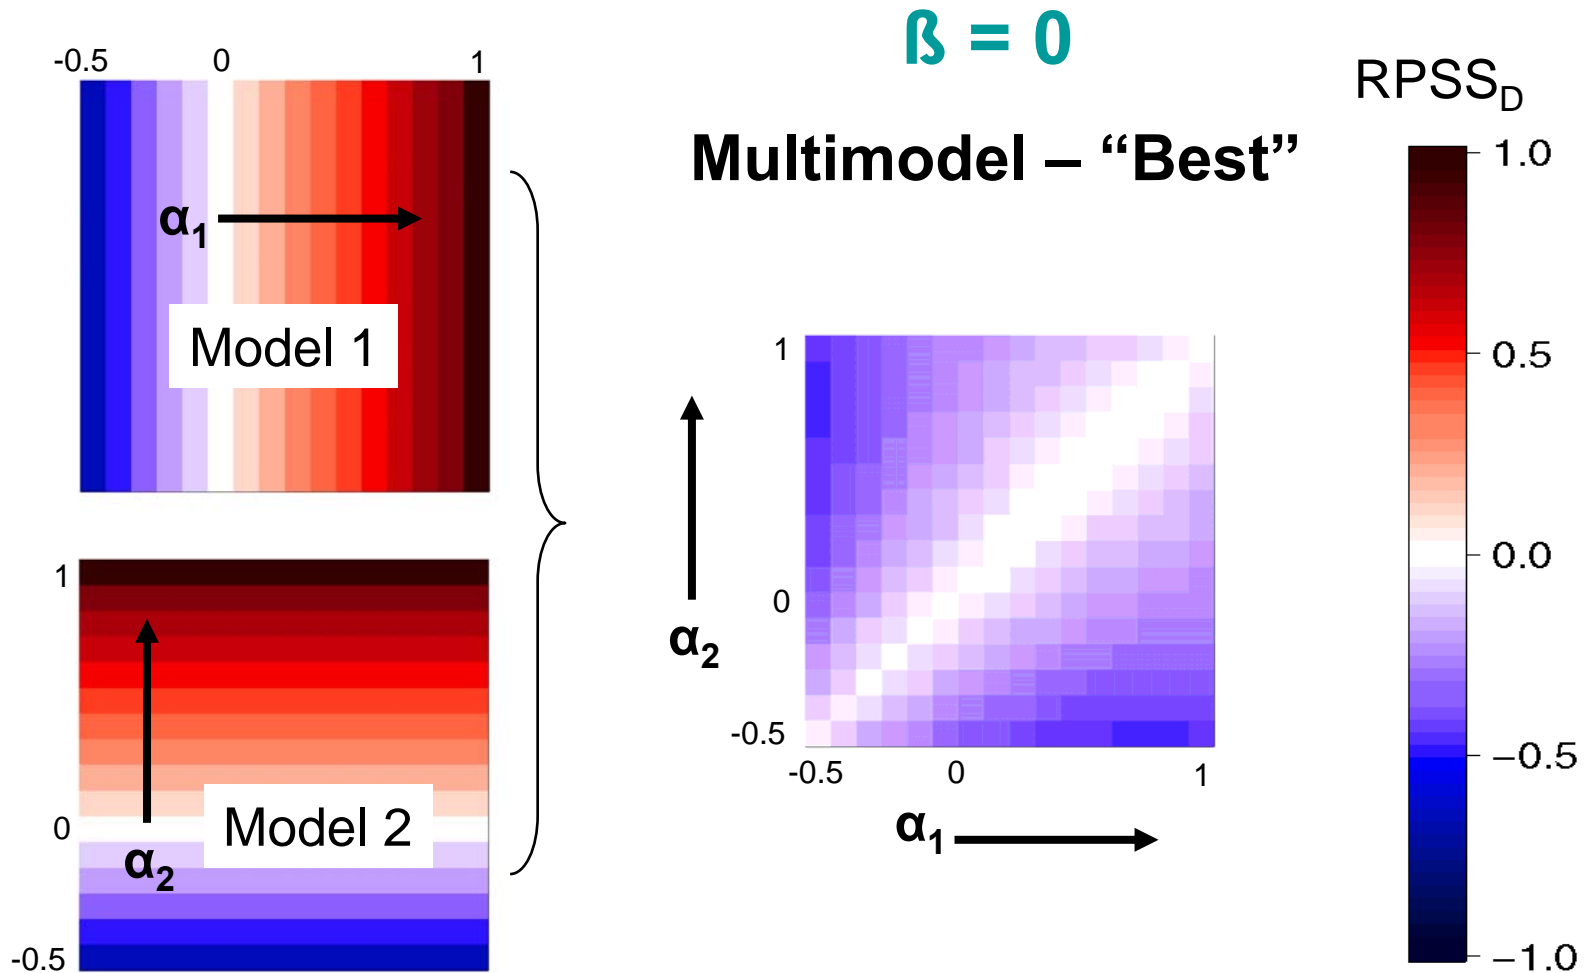 ß = 0
Multimodel – “Best”
-0.5 0 1
α1
Model 1
1
0
-0.5
α2
Model 2
1
0
-0.5
α2
-0.5 0 1
α1
RPSSD
1.0
0.5
0.0
−0.5
−1.0